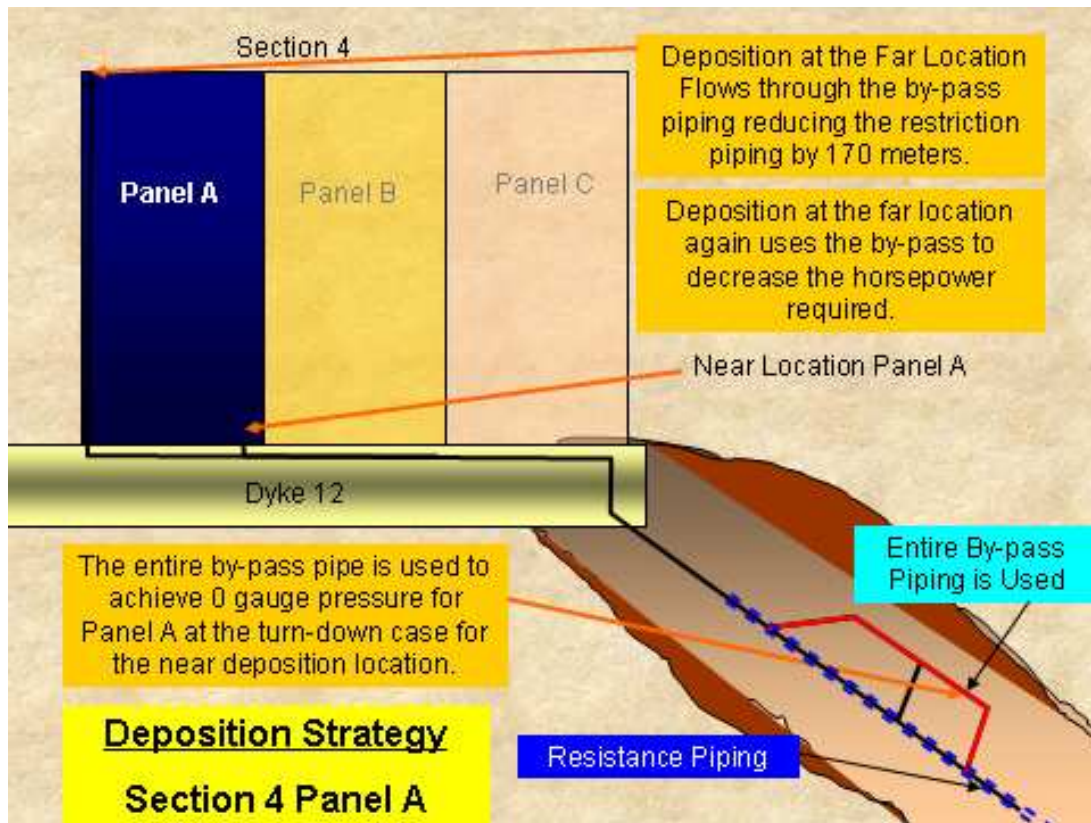 Section 4
Deposition at the Far Location
Flows through the by-pass
piping reducing the restriction
piping by 170 meters.
Panel A
Panel B
Panel C
Deposition at the far location
again uses the by-pass to
decrease the horsepower
required.
Near Location Panel A
Dyke 12
The entire by-pass pipe is used to
achieve 0 gauge pressure for
Panel A at the turn-down case for
the near deposition location.
Entire By-pass
Piping is Used
Deposition Strategy
Section 4 Panel A
Resistance Piping